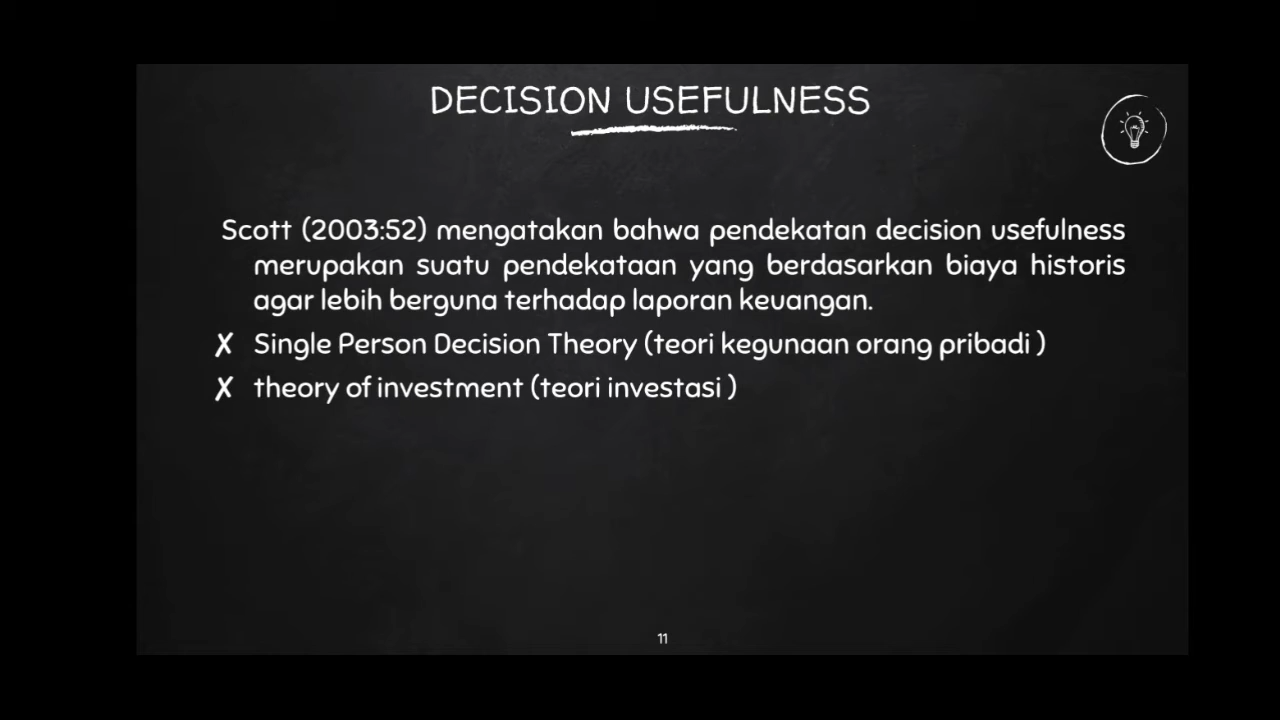 DECISION USEFULNESS
Scott (2003:52) mengatakan bahwa pendekatan decision usefulness
merupakan suatu pendekataan yang berdasarkan biaya historis
agar lebih berguna terhadap laporan keuangan.
✗ Single Person Decision Theory (teori kegunaan orang pribadi )
✗ theory of investment (teori investasi )
11